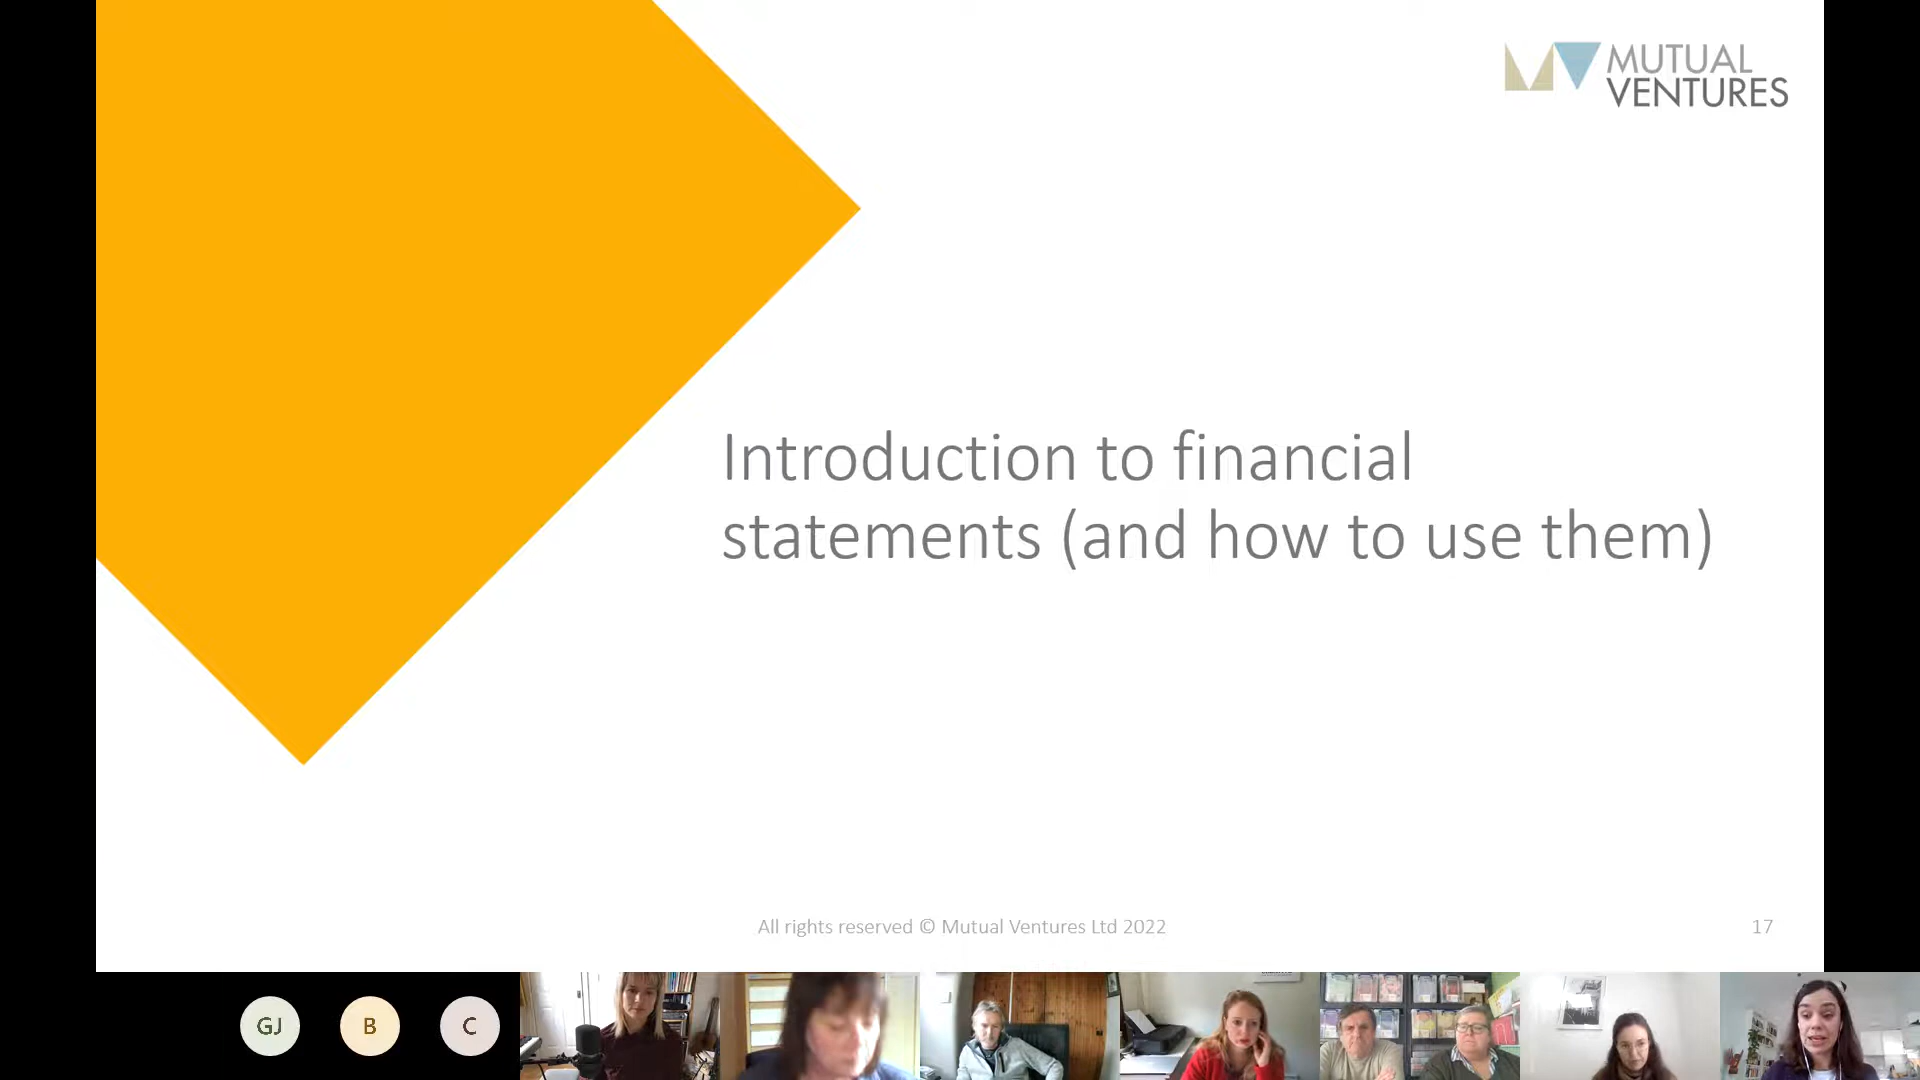 MUTUAL
VENTURES
Introduction to financial
statements (and how to use them)
All rights reserved © Mutual Ventures Ltd 2022
17
GJ
B
C